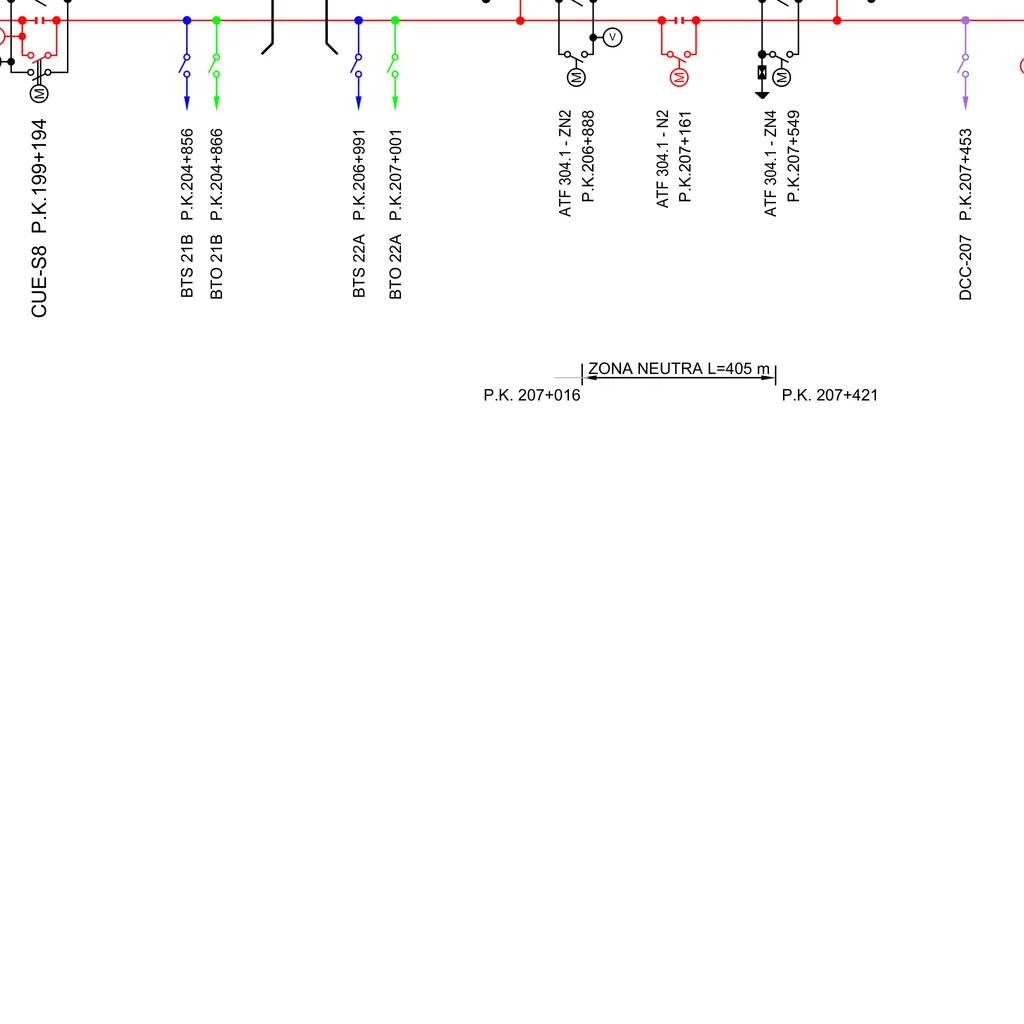 V
M
M
M
M
CUE-S8 P.K.199+194
BTS 21B P.K.204+856
BTO 21B P.K.204+866
BTS 22A P.K.206+991
BTO 22A P.K.207+001
ATF 304.1 - ZN2
P.K.206+888
ATF 304.1 - N2
P.K.207+161
ATF 304.1 - ZN4
P.K.207+549
DCC-207 P.K.207+453
ZONA NEUTRA L=405 m
P.K. 207+016
P.K. 207+421